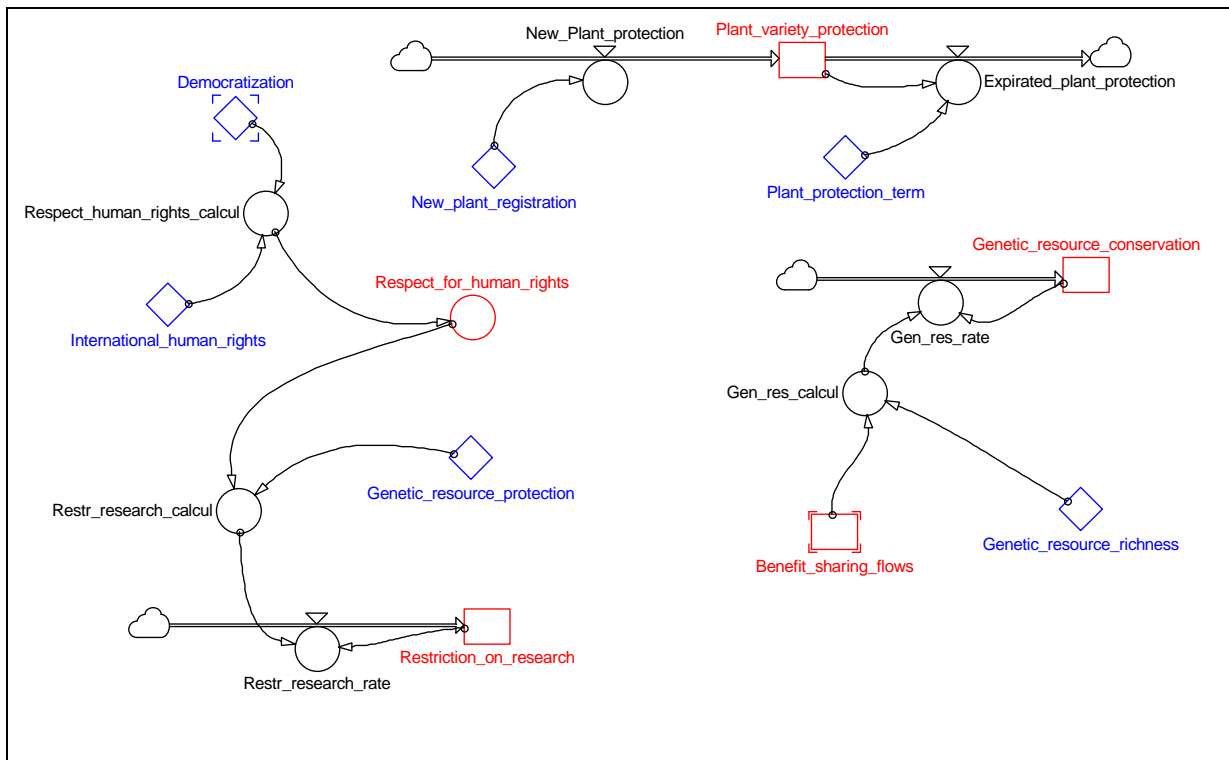 New_Plant_protection
Plant_variety_protection
Expirated_plant_protection
Democratization
New_plant_registration
Plant_protection_term
Respect_human_rights_calcul
Genetic_resource_conservation
Respect_for_human_rights
International_human_rights
Gen_res_rate
Gen_res_calcul
Genetic_resource_protection
Restr_research_calcul
Genetic_resource_richness
Benefit_sharing_flows
Restriction_on_research
Restr_research_rate